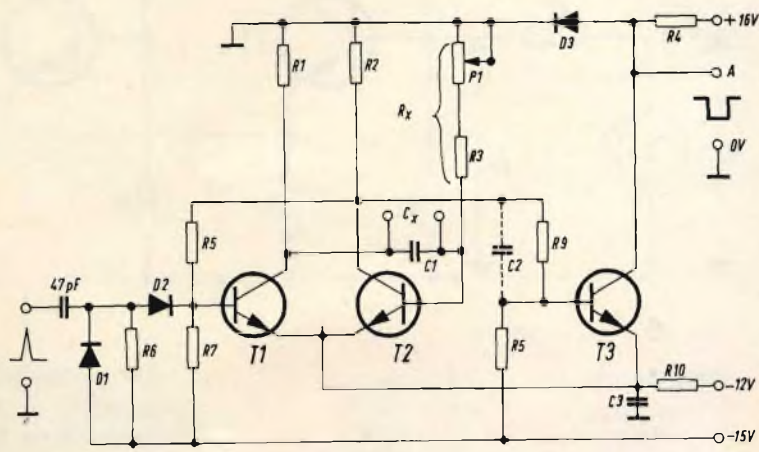 +16V
R4
D3
A
0V
R1
R2
P1
Rx
R3
Cx
C1
C2
R9
R5
47pF
D2
D1
R6
R7
T1
T2
R5
T3
R10
-12V
C3
-15V